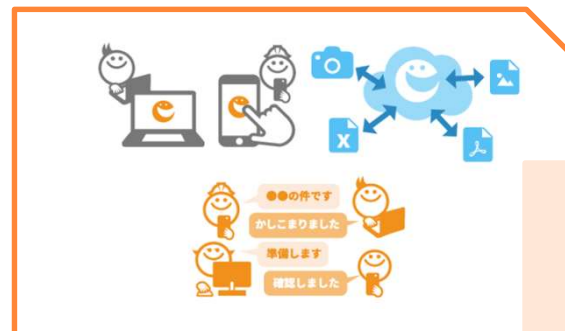 ●●の件です
かしこまりました
準備します
確認しました